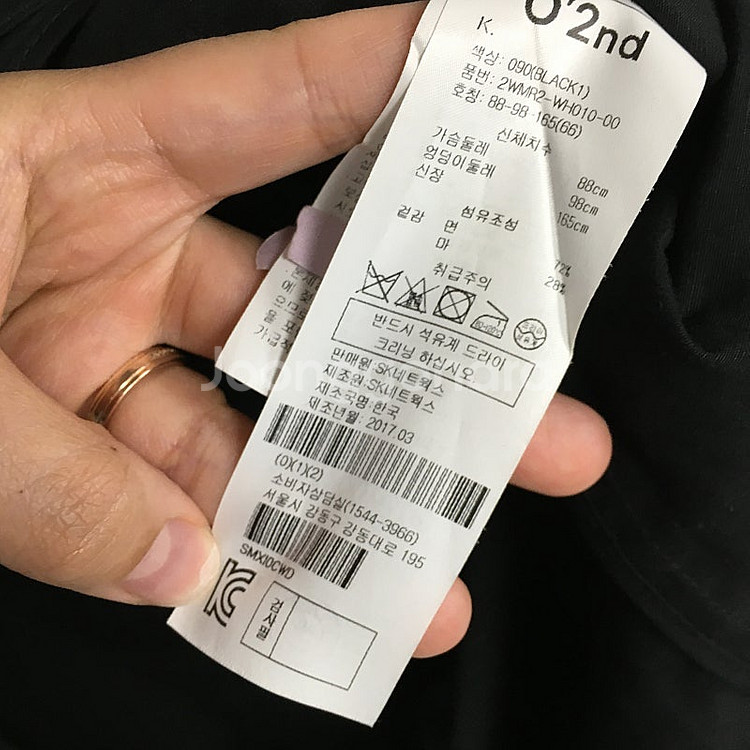 O'2nd
K.
색상: 090(BLACK1)
품번: 2WMR2-WH010-00
호칭: 88-98-165(66)
신체치수
가슴둘레 88cm
엉덩이둘레 98cm
신장 165cm
섬유조성
겉감 면 72%
마 28%
취급주의
반드시 석유계 드라이
크리닝 하십시오
판매원:SK네트웍스
제조원:SK네트웍스
제조국명:한국
제조년월: 2017.03
(0)(1)(2)
소비자상담실(1544-3966)
서울시 강동구 강동대로 195
SMXI0CWD
검사필